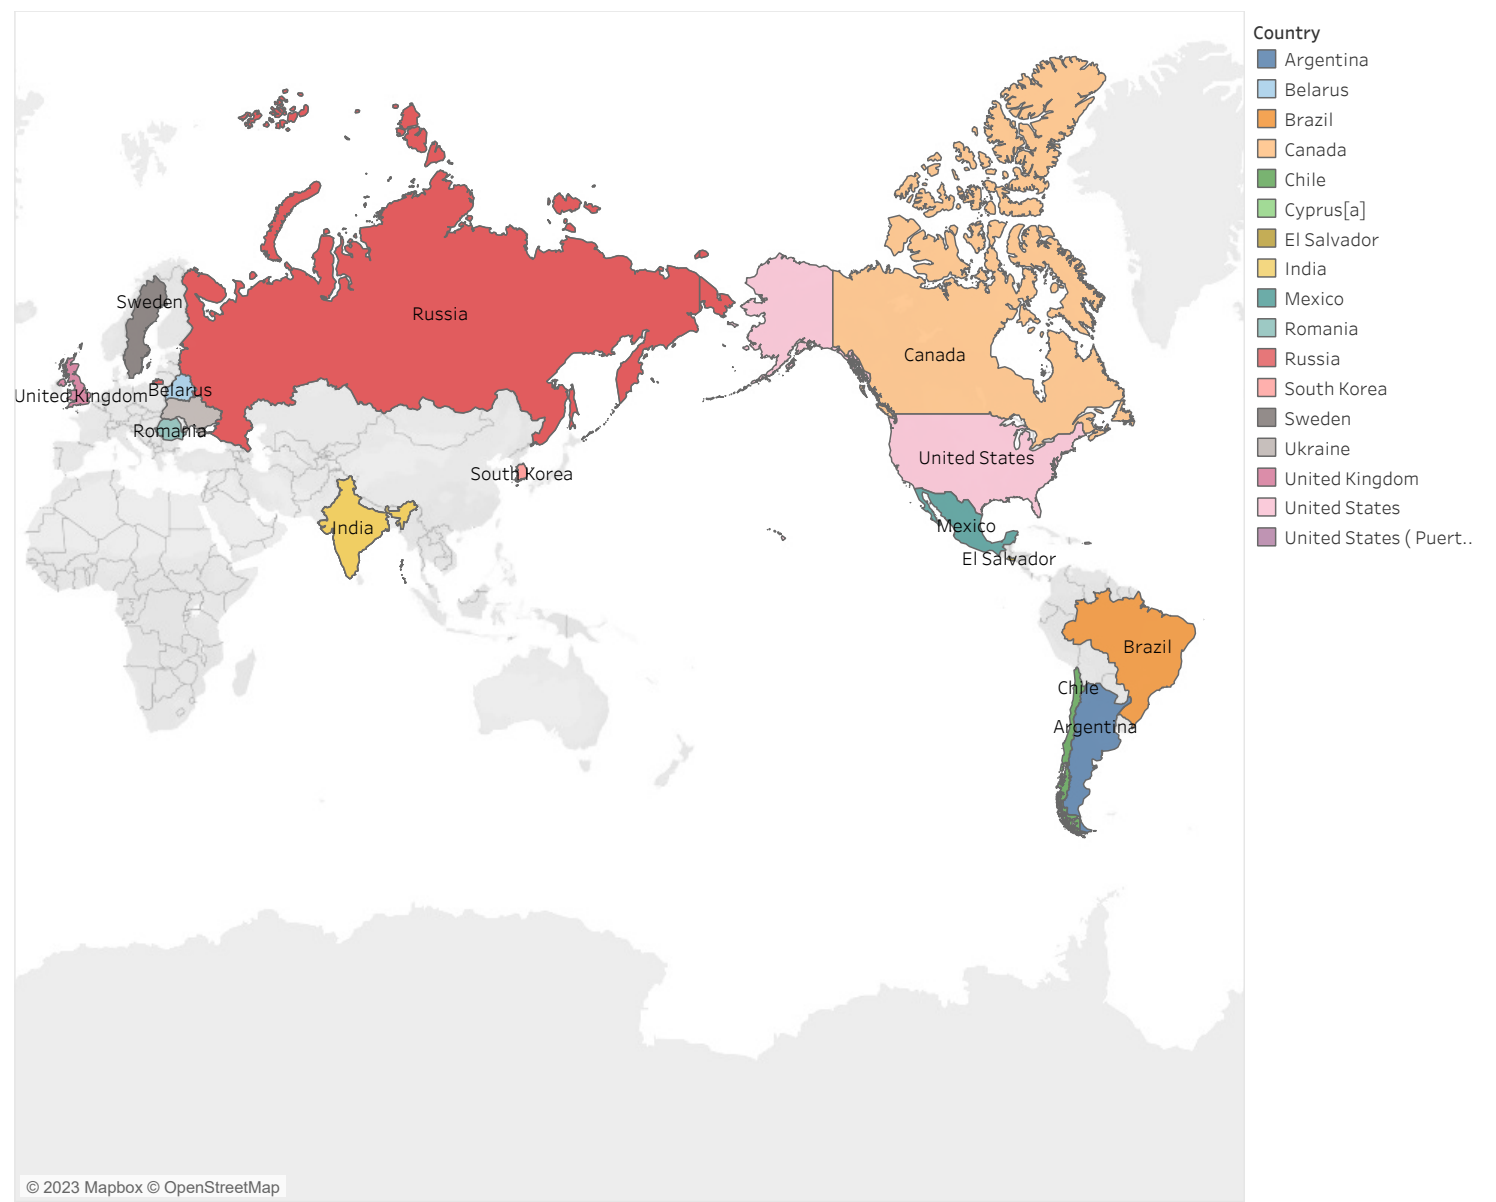 Country
Argentina
Belarus
Brazil
Canada
Chile
Cyprus[a]
El Salvador
India
Mexico
Romania
Russia
South Korea
Sweden
Ukraine
United Kingdom
United States
United States ( Puert..
Sweden
Russia
Canada
United Kingdom
Belarus
Romania
South Korea
United States
India
Mexico
El Salvador
Brazil
Chile
Argentina
© 2023 Mapbox © OpenStreetMap